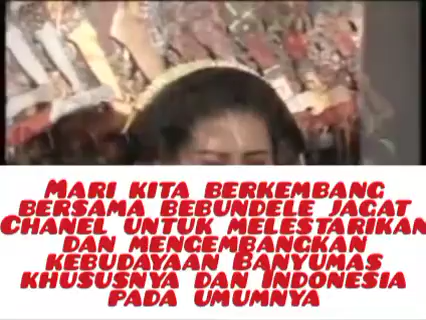 Mari kita berkembang
bersama Bebundele Jagat
Chanel untuk melestarikan
dan mengembangkan
kebudayaan Banyumas
khususnya dan Indonesia
pada umumnya